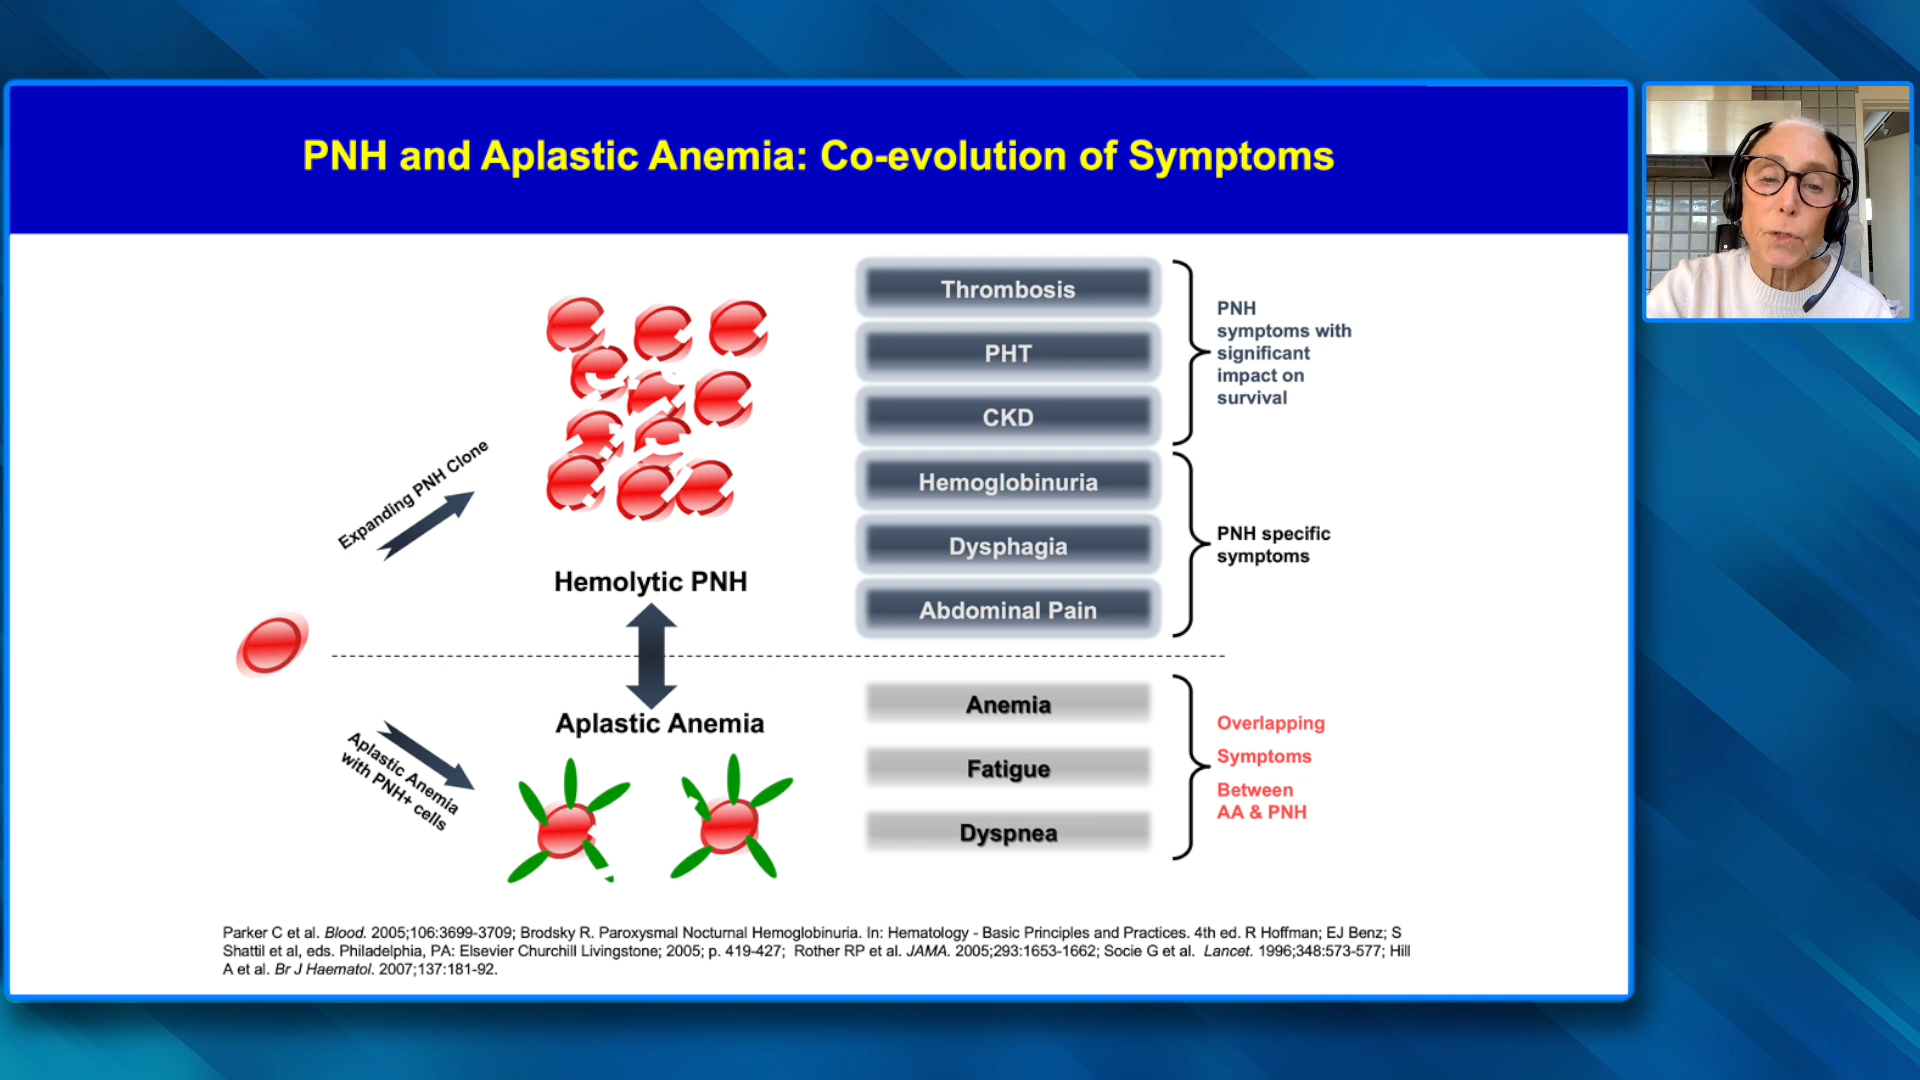 PNH and Aplastic Anemia: Co-evolution of Symptoms
Expanding PNH Clone
Hemolytic PNH
Aplastic Anemia
Aplastic Anemia
with PNH+ cells
Thrombosis
PHT
CKD
Hemoglobinuria
Dysphagia
Abdominal Pain
Anemia
Fatigue
Dyspnea
PNH
symptoms with
significant
impact on
survival
PNH specific
symptoms
Overlapping
Symptoms
Between
AA & PNH
Parker C et al. Blood. 2005;106:3699-3709; Brodsky R. Paroxysmal Nocturnal Hemoglobinuria. In: Hematology - Basic Principles and Practices. 4th ed. R Hoffman; EJ Benz; S
Shattil et al, eds. Philadelphia, PA: Elsevier Churchill Livingstone; 2005; p. 419-427; Rother RP et al. JAMA. 2005;293:1653-1662; Socie G et al. Lancet. 1996;348:573-577; Hill
A et al. Br J Haematol. 2007;137:181-92.